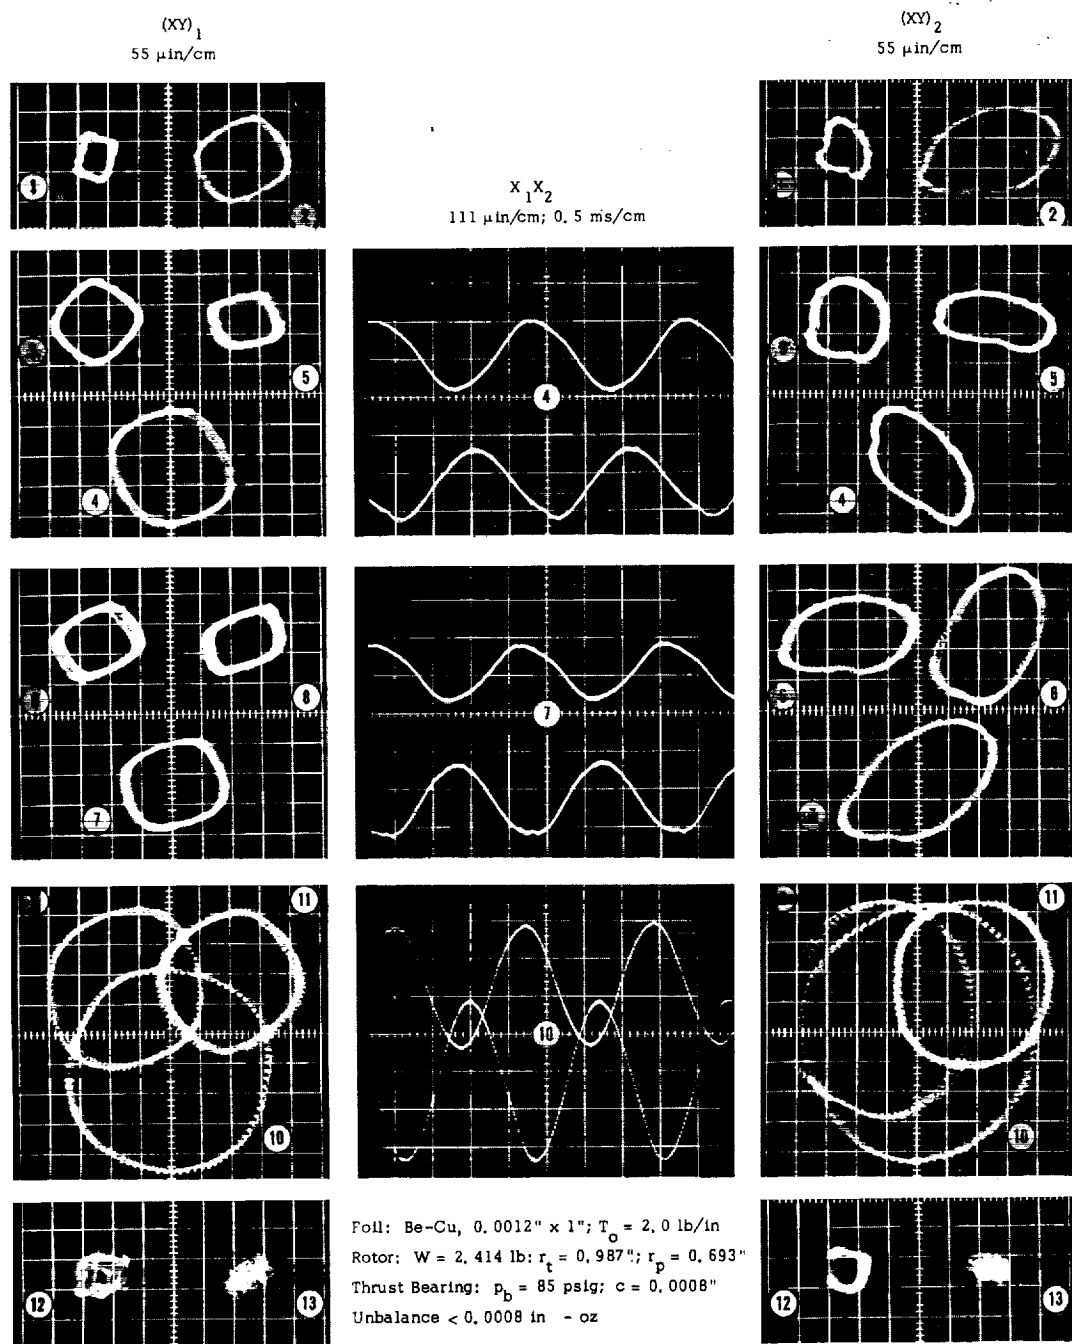 (XY)1
55 μin/cm
(XY)2
55 μin/cm
X1X2
111 μin/cm; 0.5 ms/cm
2
5
4
4
5
4
8
7
7
6
11
10
10
11
10
12
13
Foil: Be-Cu, 0.0012" x 1"; To = 2.0 lb/in
Rotor: W = 2.414 lb; rt = 0.987"; rp = 0.693"
Thrust Bearing: pb = 85 psig; c = 0.0008"
Unbalance < 0.0008 in - oz
12
13